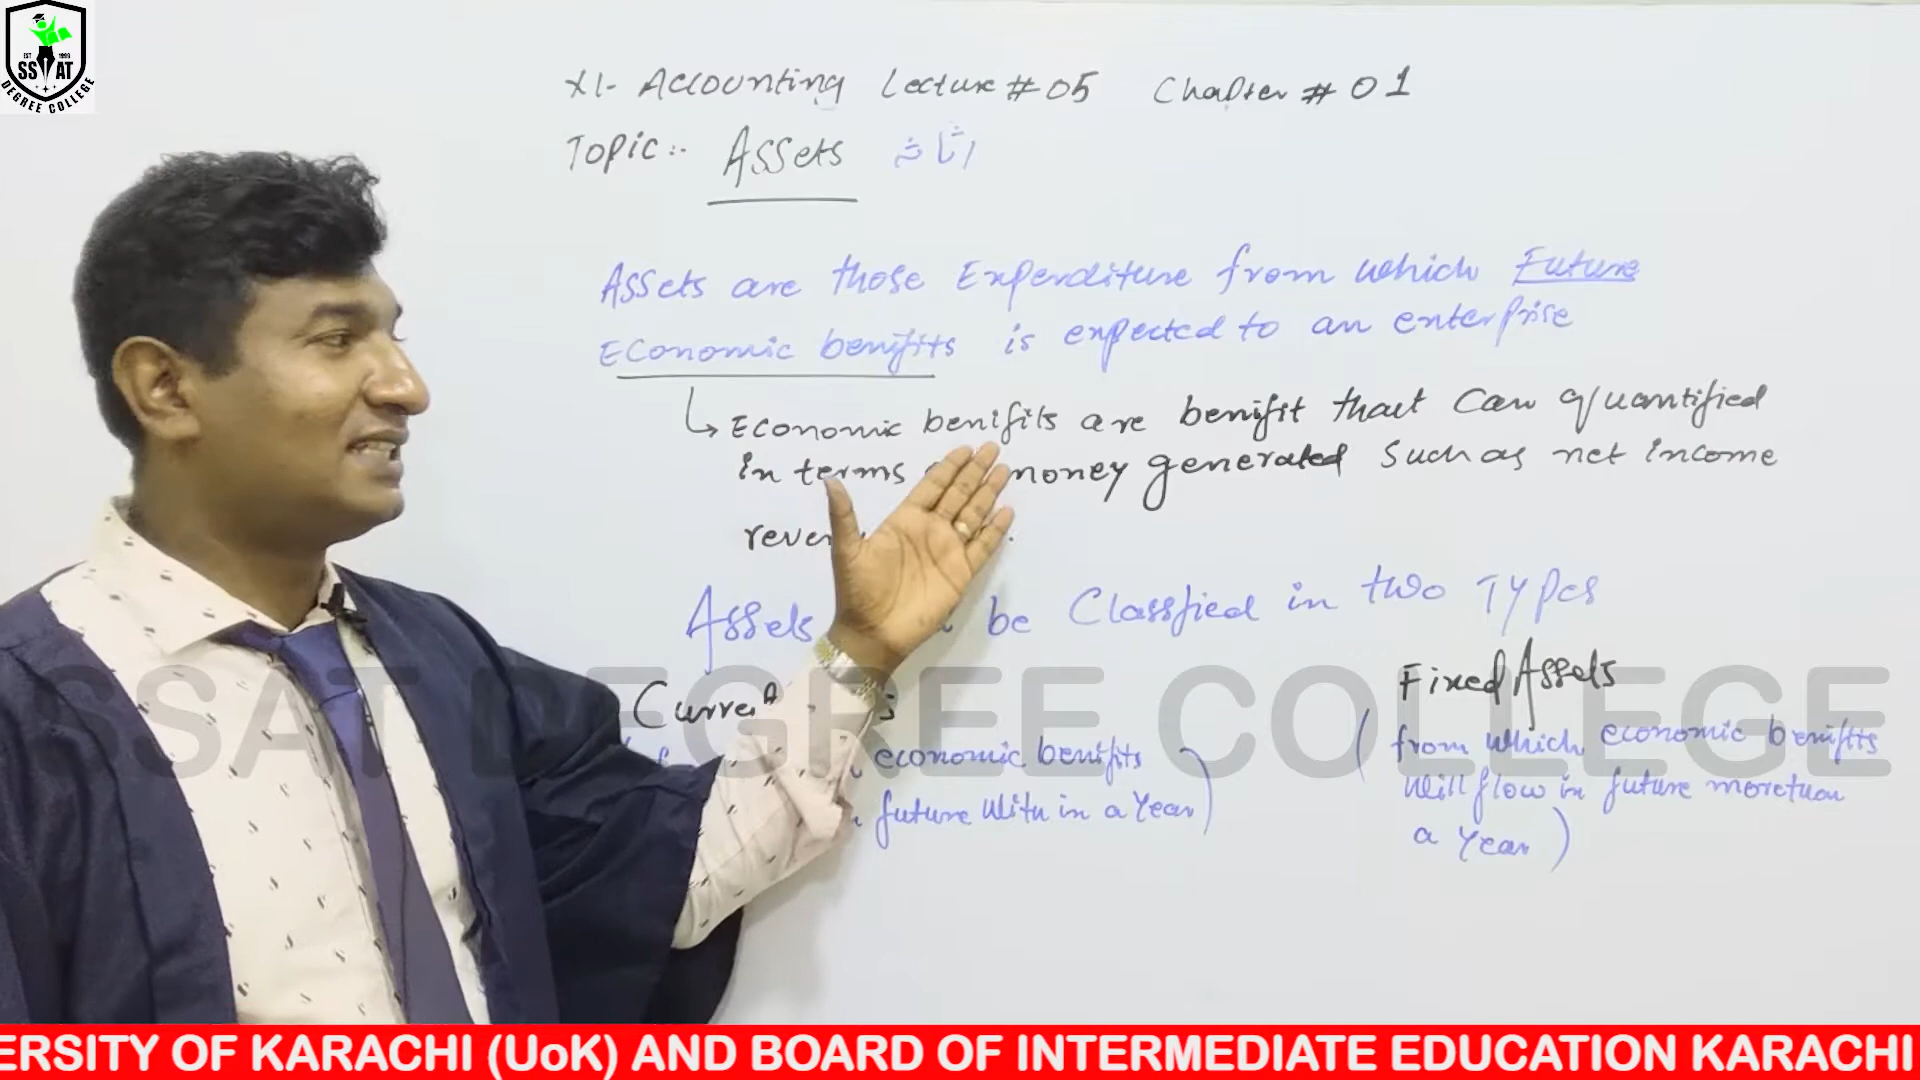 EST 1999
SSAT
DEGREE COLLEGE
XI- Accounting Lecture # 05 Chapter # 01
Topic:- Assets اثاثے
Assets are those Expenditure from which Future
Economic benifits is expected to an enterprise
Economic benifits are benifit that can quantified
in terms money generated Such as net income
Assets be Classfied in two Types
Fixed Assets
economic benifits
future With in a Year)
(from which economic benifits
will flow in future more than
a Year)
SSAT DEGREE COLLEGE
ERSITY OF KARACHI (UoK) AND BOARD OF INTERMEDIATE EDUCATION KARACHI